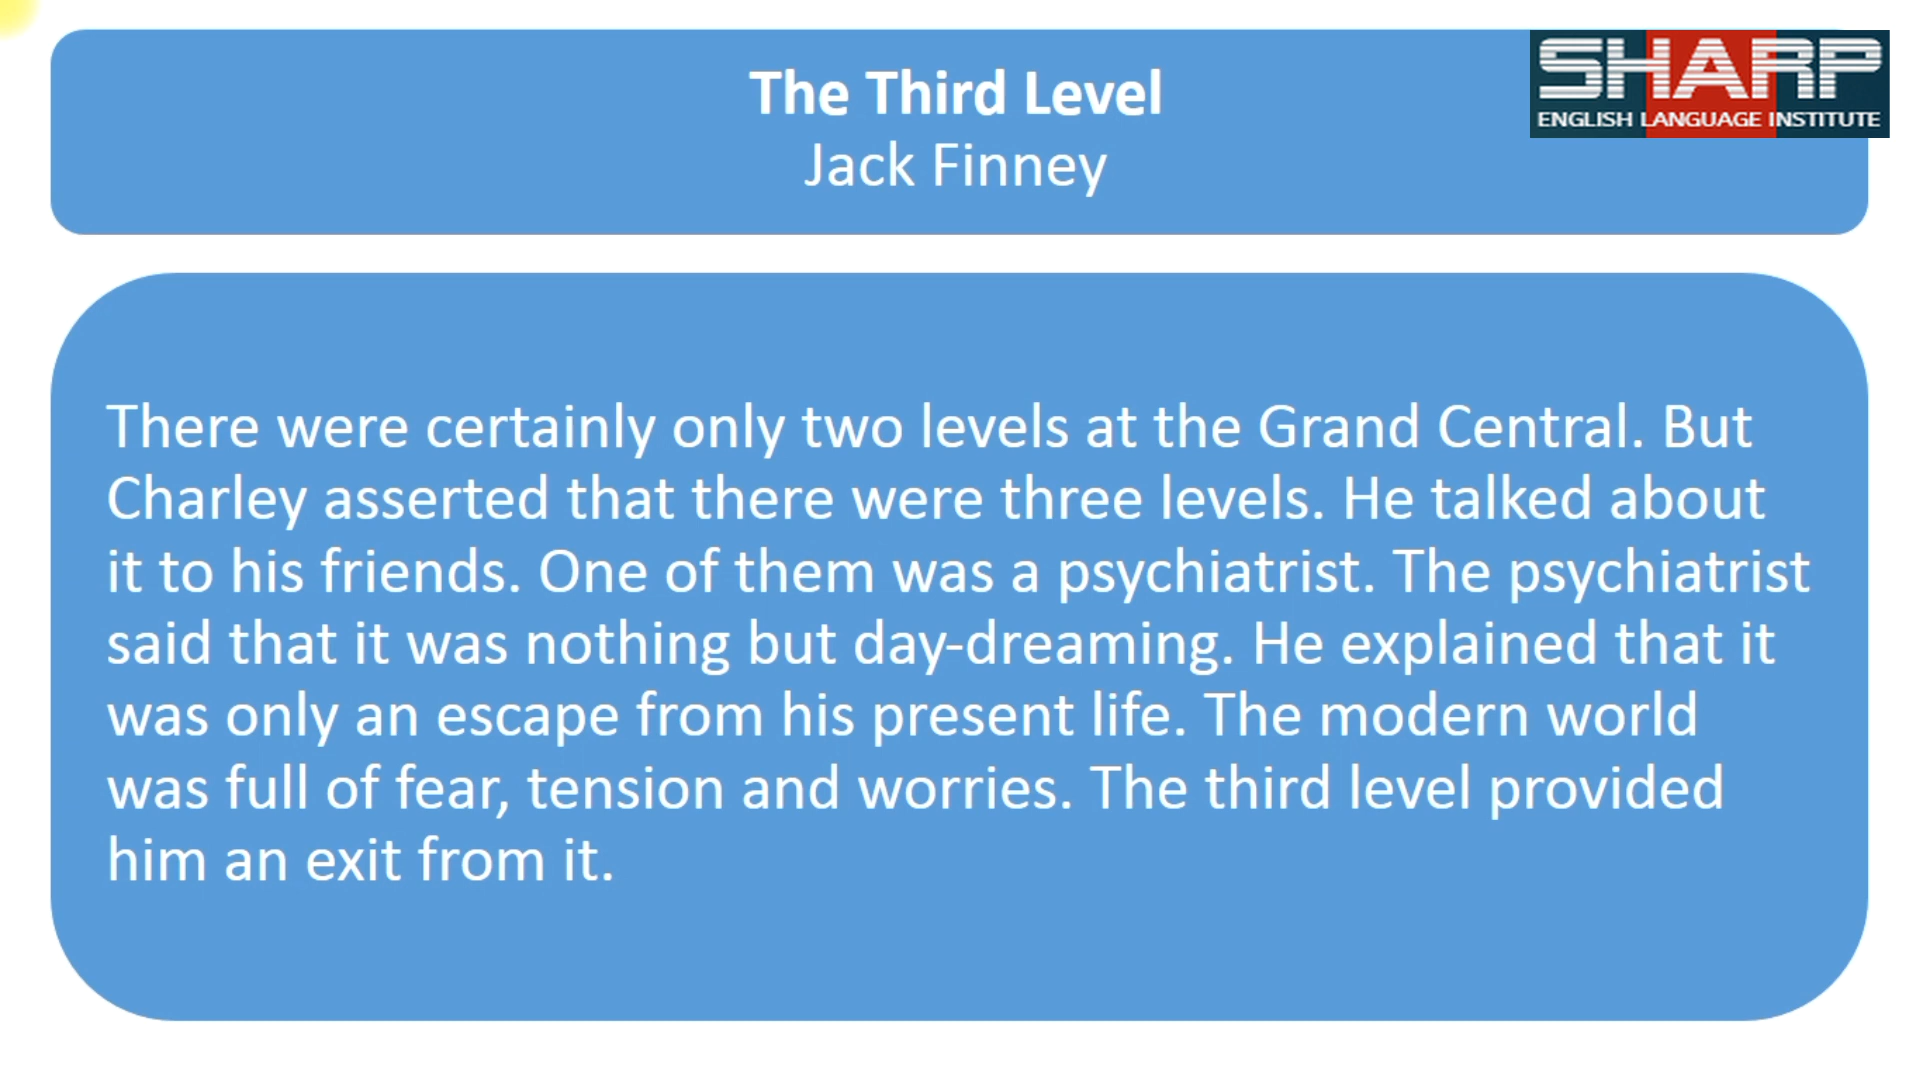 The Third Level
Jack Finney
SHARP
ENGLISH LANGUAGE INSTITUTE
There were certainly only two levels at the Grand Central. But
Charley asserted that there were three levels. He talked about
it to his friends. One of them was a psychiatrist. The psychiatrist
said that it was nothing but day-dreaming. He explained that it
was only an escape from his present life. The modern world
was full of fear, tension and worries. The third level provided
him an exit from it.